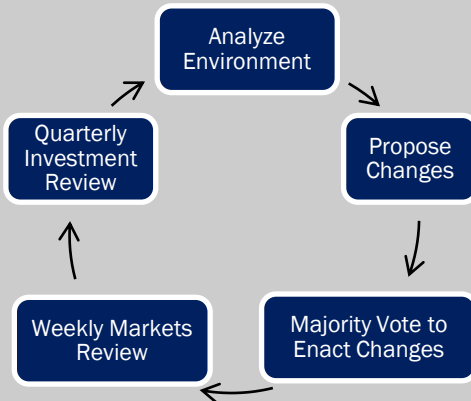 Analyze
Environment
Propose
Changes
Majority Vote to
Enact Changes
Weekly Markets
Review
Quarterly
Investment
Review